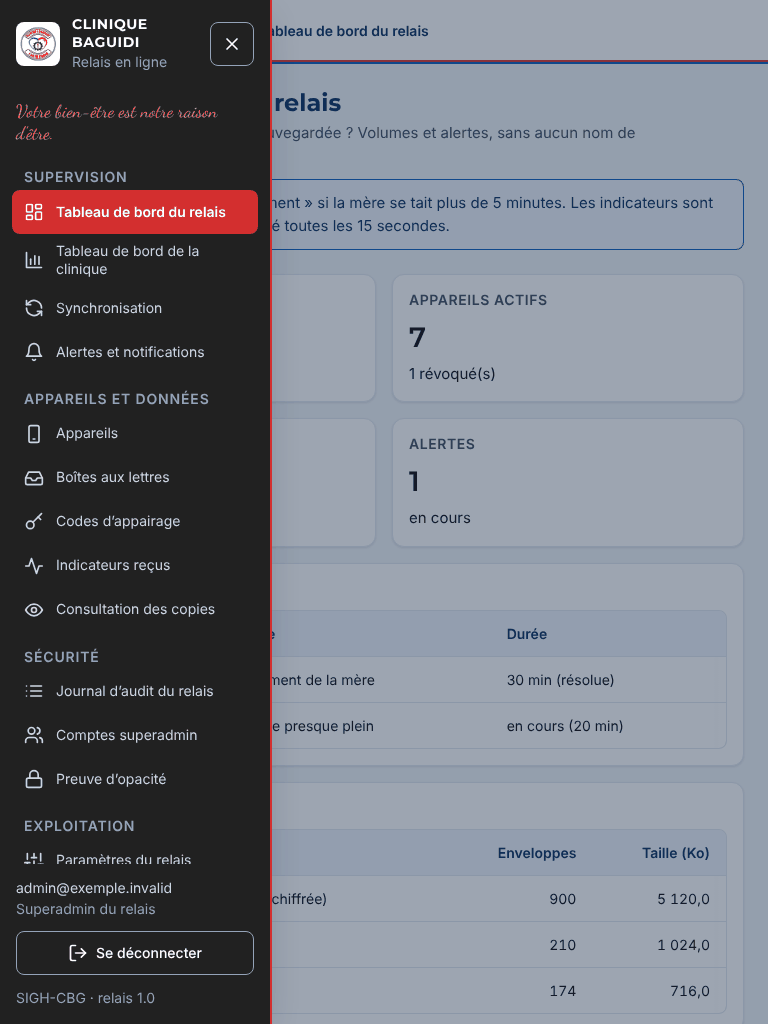 CLINIQUE
BAGUIDI
Relais en ligne
Votre bien-être est notre raison
d'être.
SUPERVISION
Tableau de bord du relais
Tableau de bord de la
clinique
Synchronisation
Alertes et notifications
APPAREILS ET DONNÉES
Appareils
Boîtes aux lettres
Codes d’appairage
Indicateurs reçus
Consultation des copies
SÉCURITÉ
Journal d’audit du relais
Comptes superadmin
Preuve d’opacité
EXPLOITATION
Paramètres du relais
admin@exemple.invalid
Superadmin du relais
Se déconnecter
SIGH-CBG · relais 1.0
ableau de bord du relais
relais
vegardée ? Volumes et alertes, sans aucun nom de
ment » si la mère se tait plus de 5 minutes. Les indicateurs sont
é toutes les 15 secondes.
APPAREILS ACTIFS
7
1 révoqué(s)
ALERTES
1
en cours
e Durée
ment de la mère 30 min (résolue)
e presque plein en cours (20 min)
Enveloppes Taille (Ko)
chiffrée) 900 5 120,0
210 1 024,0
174 716,0